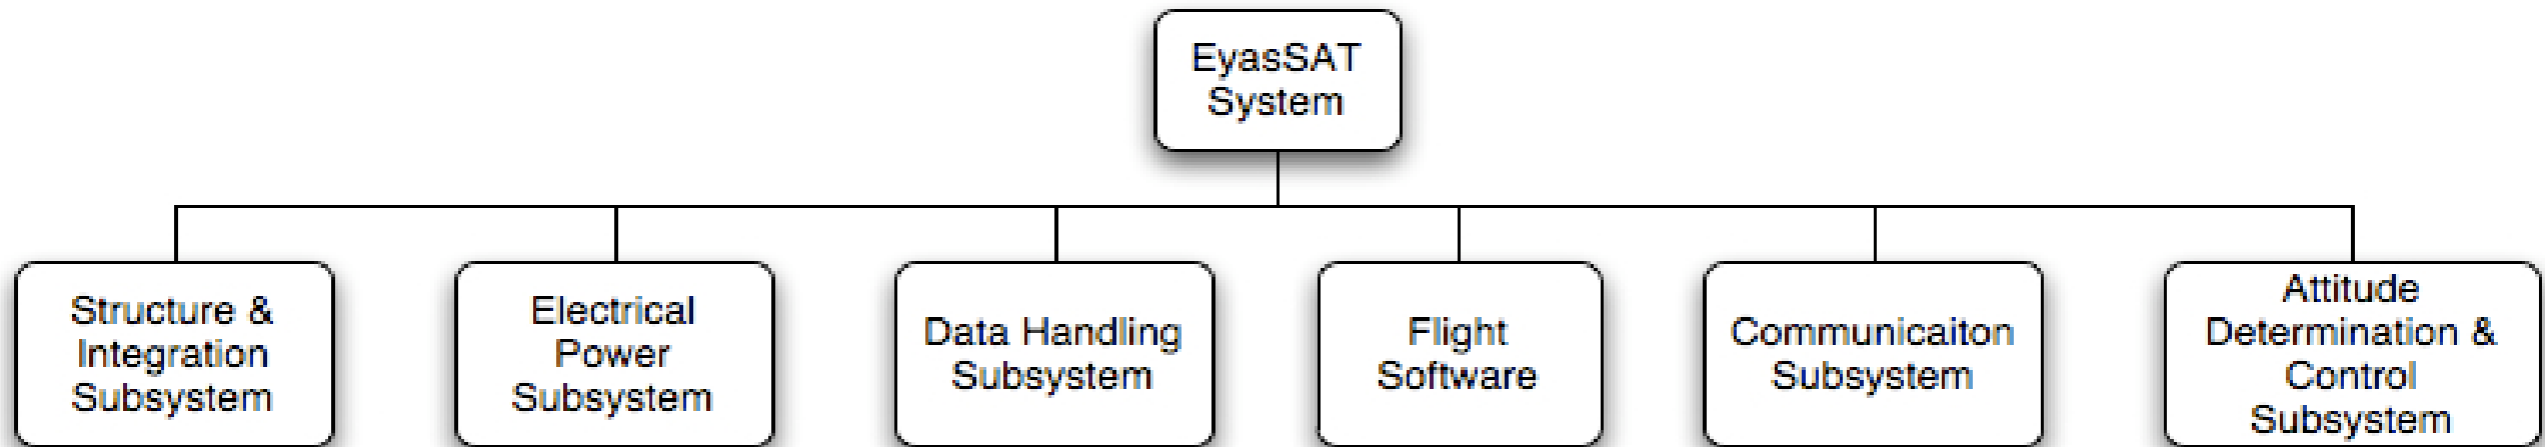 EyasSAT
System
Structure &
Integration
Subsystem
Electrical
Power
Subsystem
Data Handling
Subsystem
Flight
Software
Communicaiton
Subsystem
Attitude
Determination &
Control
Subsystem